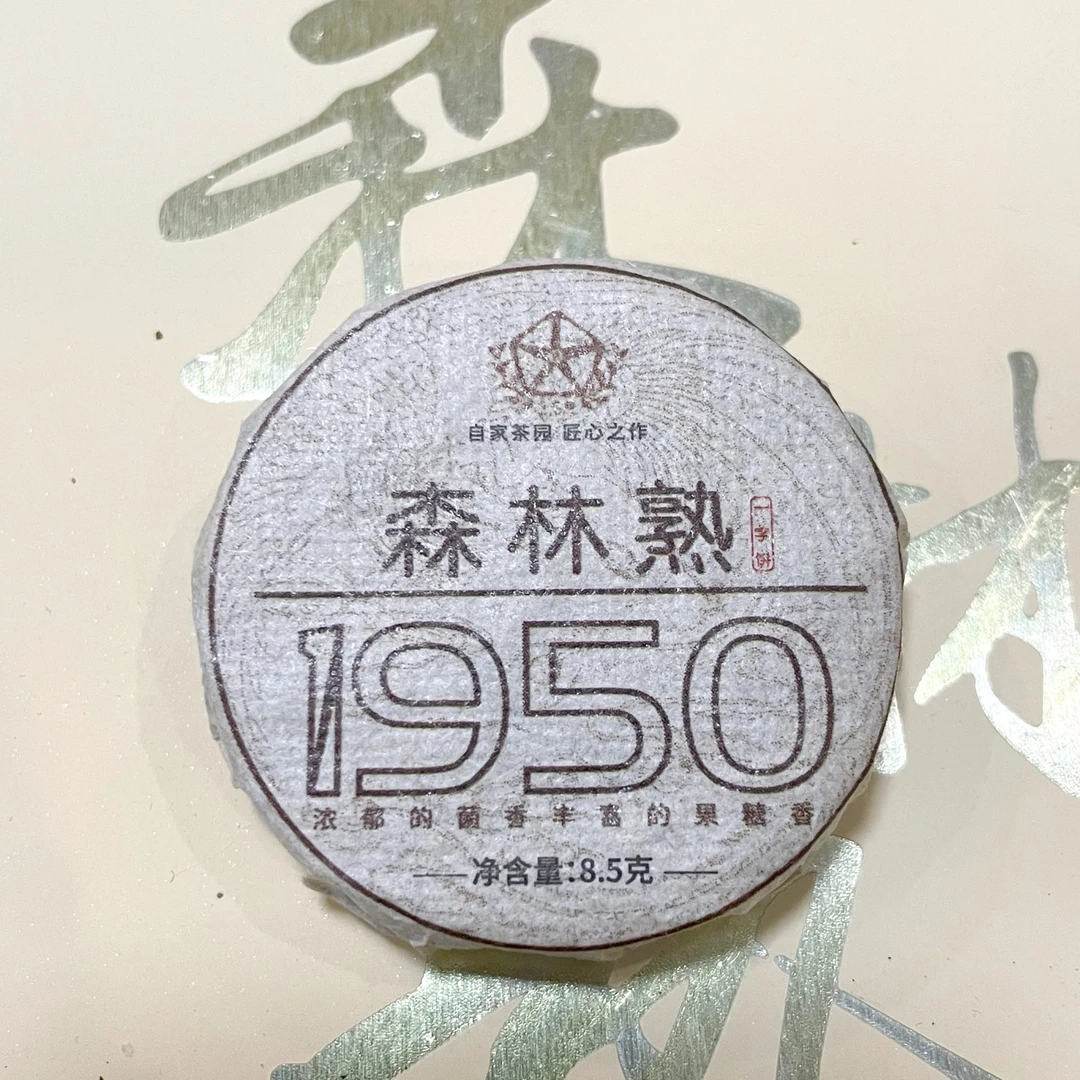 自家茶园 匠心之作
森林熟
一字饼
1950
浓郁的菌香丰富的果糖香
净含量:8.5克